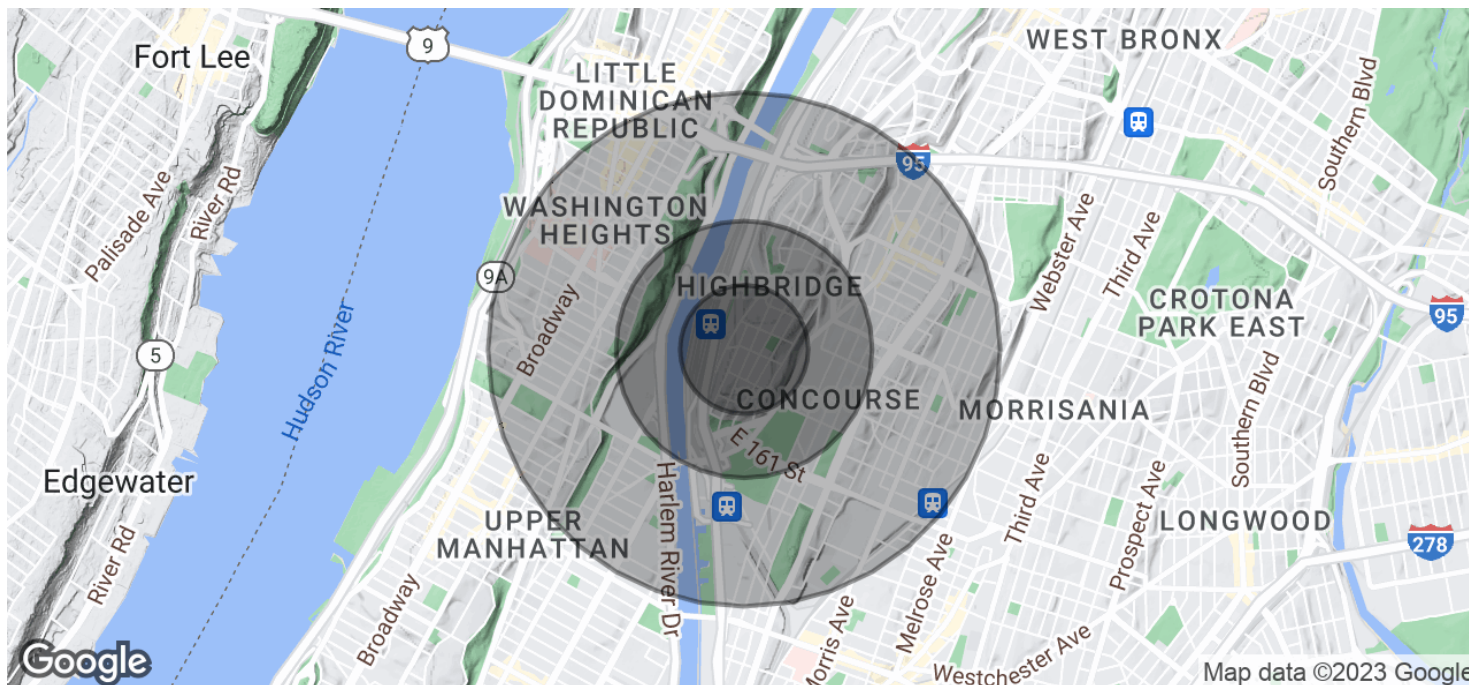 Fort Lee
9
WEST BRONX
LITTLE
DOMINICAN
REPUBLIC
95
Southern Blvd
Palisade Ave
River Rd
WASHINGTON
HEIGHTS
9A
HIGHBRIDGE
Webster Ave
Third Ave
CROTONA
PARK EAST
95
5
Hudson River
Broadway
CONCOURSE
MORRISANIA
E 161 St
Southern Blvd
Edgewater
Harlem River Dr
UPPER
MANHATTAN
Third Ave
Prospect Ave
LONGWOOD
278
River Rd
Broadway
Melrose Ave
Morris Ave
Westchester Ave
Google
Map data ©2023 Google